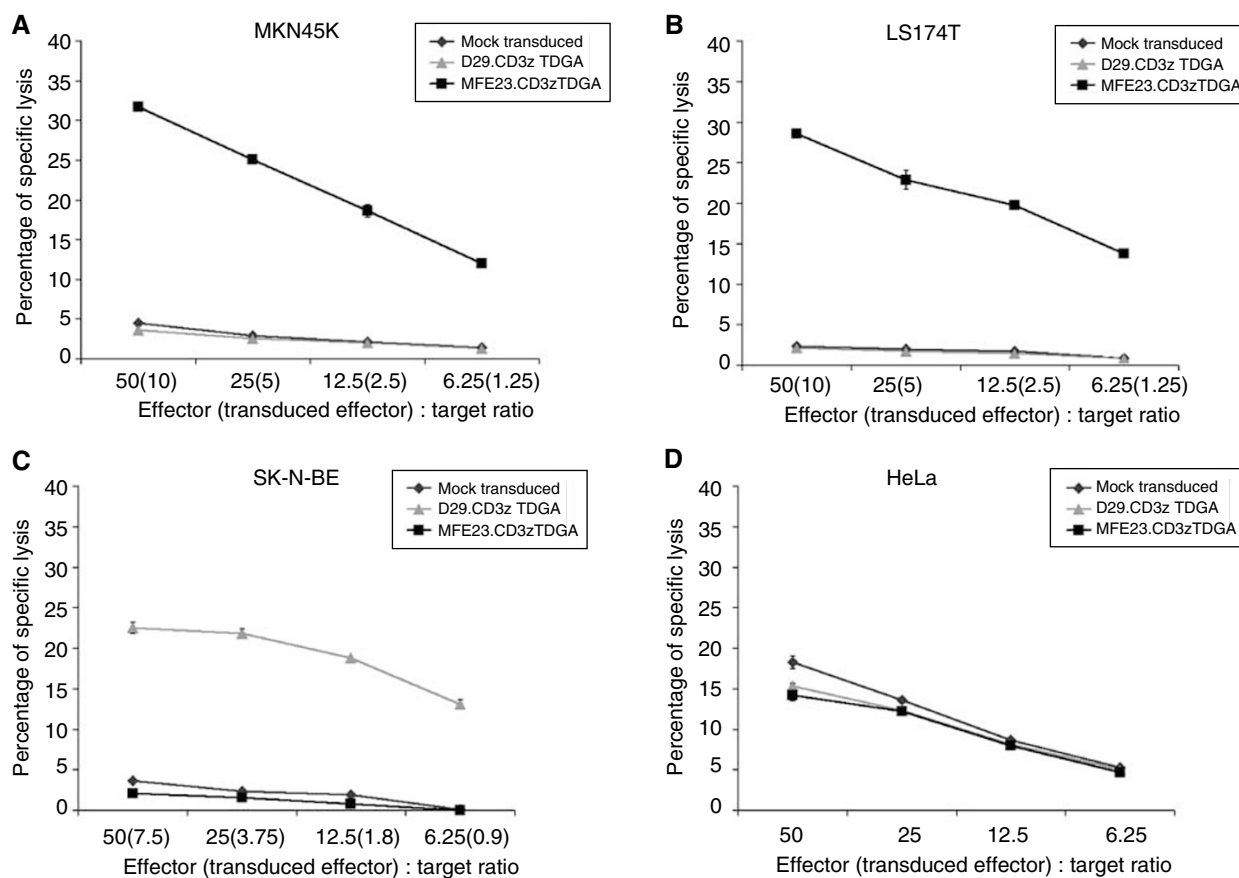 A
MKN45K
Mock transduced
D29.CD3z TDGA
MFE23.CD3zTDGA
Percentage of specific lysis
40
35
30
25
20
15
10
5
0
50(10) 25(5) 12.5(2.5) 6.25(1.25)
Effector (transduced effector) : target ratio
B
LS174T
Mock transduced
D29.CD3z TDGA
MFE23.CD3zTDGA
Percentage of specific lysis
40
35
30
25
20
15
10
5
0
50(10) 25(5) 12.5(2.5) 6.25(1.25)
Effector (transduced effector) : target ratio
C
SK-N-BE
Mock transduced
D29.CD3z TDGA
MFE23.CD3zTDGA
Percentage of specific lysis
40
35
30
25
20
15
10
5
0
50(7.5) 25(3.75) 12.5(1.8) 6.25(0.9)
Effector (transduced effector) : target ratio
D
HeLa
Mock transduced
D29.CD3z TDGA
MFE23.CD3zTDGA
Percentage of specific lysis
40
35
30
25
20
15
10
5
0
50 25 12.5 6.25
Effector (transduced effector) : target ratio